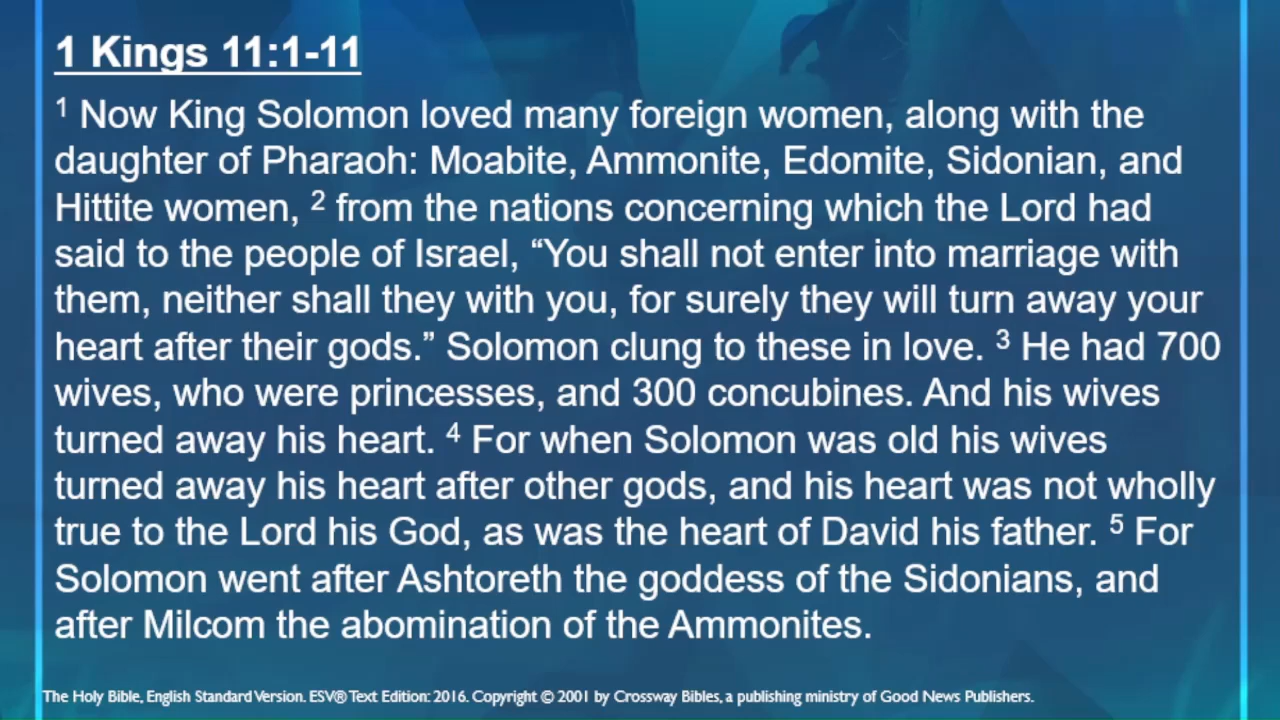 1 Kings 11:1-11
1 Now King Solomon loved many foreign women, along with the
daughter of Pharaoh: Moabite, Ammonite, Edomite, Sidonian, and
Hittite women, 2 from the nations concerning which the Lord had
said to the people of Israel, “You shall not enter into marriage with
them, neither shall they with you, for surely they will turn away your
heart after their gods.” Solomon clung to these in love. 3 He had 700
wives, who were princesses, and 300 concubines. And his wives
turned away his heart. 4 For when Solomon was old his wives
turned away his heart after other gods, and his heart was not wholly
true to the Lord his God, as was the heart of David his father. 5 For
Solomon went after Ashtoreth the goddess of the Sidonians, and
after Milcom the abomination of the Ammonites.
The Holy Bible, English Standard Version. ESV® Text Edition: 2016. Copyright © 2001 by Crossway Bibles, a publishing ministry of Good News Publishers.